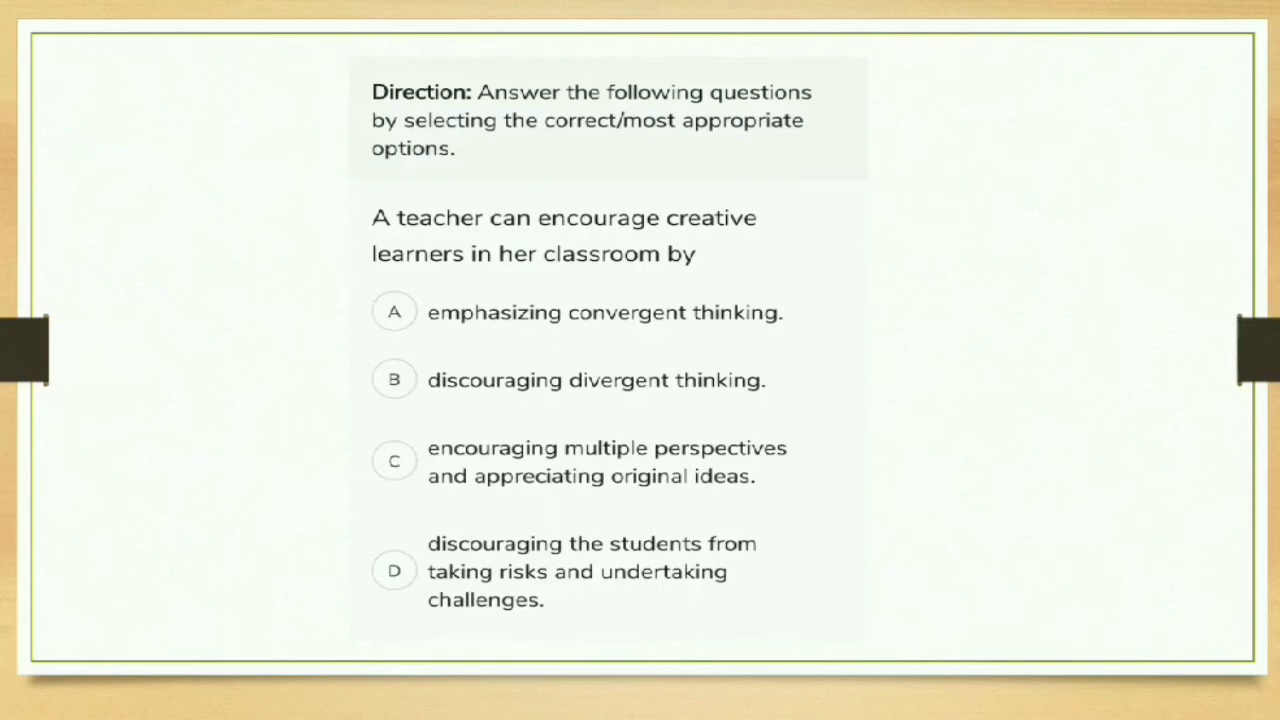 Direction: Answer the following questions
by selecting the correct/most appropriate
options.
A teacher can encourage creative
learners in her classroom by
A emphasizing convergent thinking.
B discouraging divergent thinking.
encouraging multiple perspectives
C and appreciating original ideas.
discouraging the students from
D taking risks and undertaking
challenges.